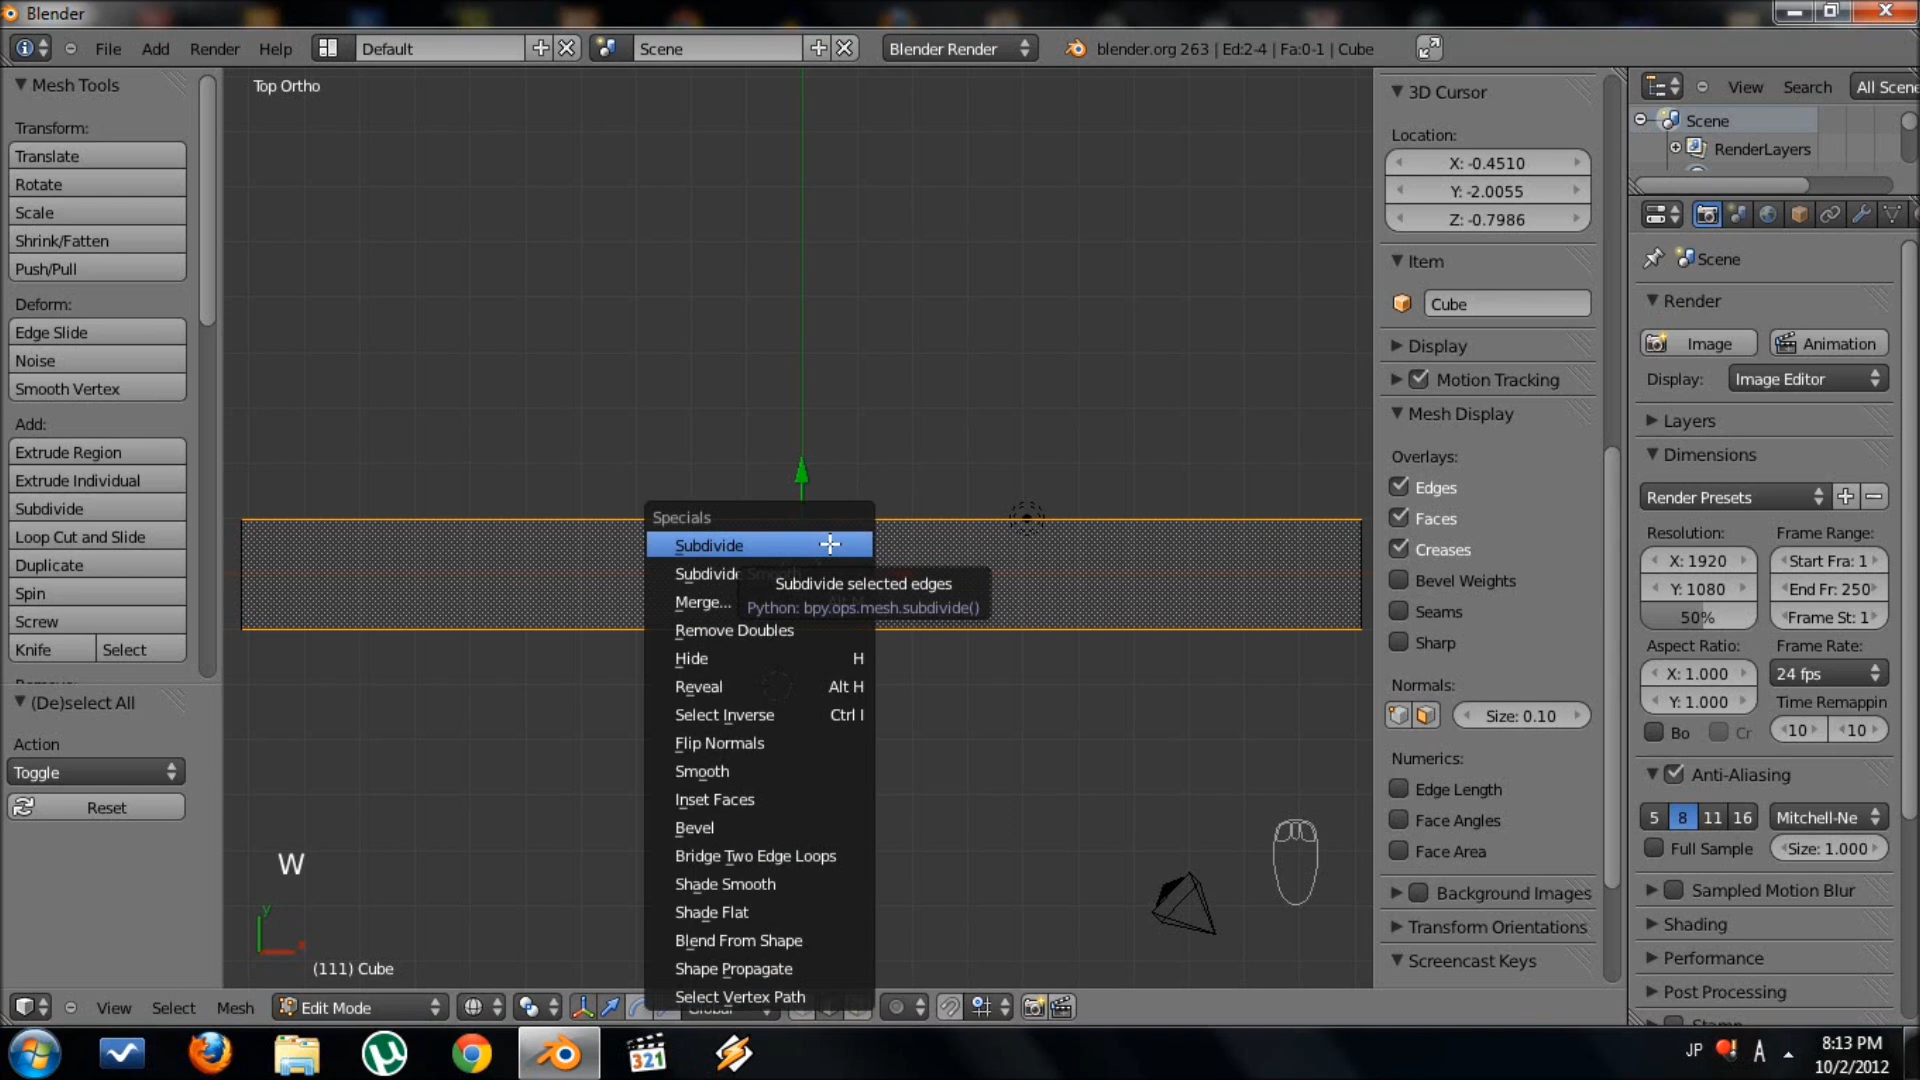 Blender
File Add Render Help Default Scene Blender Render blender.org 263 | Ed:2-4 | Fa:0-1 | Cube
Mesh Tools
Transform:
Translate
Rotate
Scale
Shrink/Fatten
Push/Pull
Deform:
Edge Slide
Noise
Smooth Vertex
Add:
Extrude Region
Extrude Individual
Subdivide
Loop Cut and Slide
Duplicate
Spin
Screw
Knife Select
(De)select All
Action
Toggle
Reset
Top Ortho
Specials
Subdivide
Subdivide Smooth
Subdivide selected edges
Python: bpy.ops.mesh.subdivide()
Merge...
Remove Doubles
Hide H
Reveal Alt H
Select Inverse Ctrl I
Flip Normals
Smooth
Inset Faces
Bevel
Bridge Two Edge Loops
Shade Smooth
Shade Flat
Blend From Shape
Shape Propagate
Select Vertex Path
W
y
(111) Cube
View Select Mesh Edit Mode Global
3D Cursor
Location:
X: -0.4510
Y: -2.0055
Z: -0.7986
Item
Cube
Display
Motion Tracking
Mesh Display
Overlays:
Edges
Faces
Creases
Bevel Weights
Seams
Sharp
Normals:
Size: 0.10
Numerics:
Edge Length
Face Angles
Face Area
Background Images
Transform Orientations
Screencast Keys
View Search All Scene
Scene
RenderLayers
Scene
Render
Image Animation
Display: Image Editor
Layers
Dimensions
Render Presets
Resolution: Frame Range:
X: 1920 Start Fra: 1
Y: 1080 End Fr: 250
50% Frame St: 1
Aspect Ratio: Frame Rate:
X: 1.000 24 fps
Y: 1.000 Time Remappin
Bo Cr 10 10
Anti-Aliasing
5 8 11 16 Mitchell-Ne
Full Sample Size: 1.000
Sampled Motion Blur
Shading
Performance
Post Processing
321
JP A
8:13 PM
10/2/2012